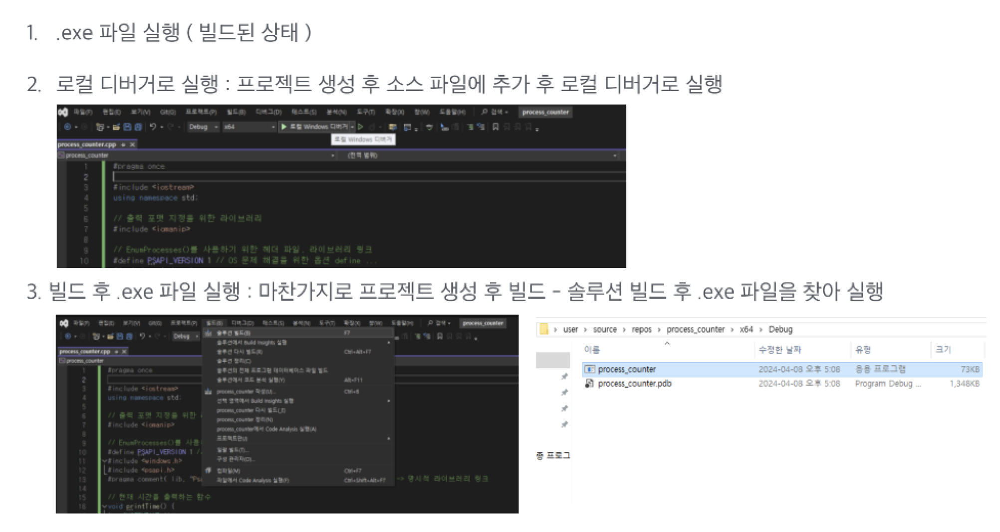 1. .exe 파일 실행 ( 빌드된 상태 )
2. 로컬 디버거로 실행 : 프로젝트 생성 후 소스 파일에 추가 후 로컬 디버거로 실행
파일(F) 편집(E) 보기(V) Git(G) 프로젝트(P) 빌드(B) 디버그(D) 테스트(S) 분석(N) 도구(T) 확장(X) 창(W) 도움말(H) 검색 process_counter
Debug x64 로컬 Windows 디버거
로컬 Windows 디버거
process_counter.cpp
process_counter (전역 범위)
1 #pragma once
2
3 #include <iostream>
4 using namespace std;
5
6 // 출력 포맷 지정을 위한 라이브러리
7 #include <iomanip>
8
9 // EnumProcesses()를 사용하기 위한 헤더 파일, 라이브러리 링크
10 #define PSAPI_VERSION 1 // OS 문제 해결을 위한 옵션 define ...
3. 빌드 후 .exe 파일 실행 : 마찬가지로 프로젝트 생성 후 빌드 – 솔루션 빌드 후 .exe 파일을 찾아 실행
파일(F) 편집(E) 보기(V) Git(G) 프로젝트(P) 빌드(B) 디버그(D) 테스트(S) 분석(N) 도구(T) 확장(X) 창(W) 도움말(H) 검색 process_counter
Debug
process_counter.cpp
process_counter
솔루션 빌드(B) F7
솔루션에서 Build Insights 실행
솔루션 다시 빌드(R) Ctrl+Alt+F7
솔루션 정리(C)
솔루션의 전체 프로그램 데이터베이스 파일 빌드
솔루션에서 코드 분석 실행(Y) Alt+F11
process_counter 작성(U)... Ctrl+B
선택 영역에서 Build Insights 실행
process_counter 다시 빌드(E)
process_counter 정리(N)
process_counter에서 Code Analysis 실행(A)
프로젝트만(J)
일괄 빌드(T)...
구성 관리자(O)...
컴파일(M) Ctrl+F7
파일에서 Code Analysis 실행(F) Ctrl+Shift+Alt+F7
1 #pragma once
2
3 #include <iostream>
4 using namespace std;
5
6 // 출력 포맷 지정을 위한
7 #include <iomanip>
8
9 // EnumProcesses()를 사용
10 #define PSAPI_VERSION 1 //
11 #include <windows.h>
12 #include <psapi.h>
13 #pragma comment( lib, "Psa -> 명시적 라이브러리 링크
14
15 // 현재 시간을 출력하는 함수
16 void printTime() {
user › source › repos › process_counter › x64 › Debug
이름 수정한 날짜 유형 크기
process_counter 2024-04-08 오후 5:08 응용 프로그램 73KB
process_counter.pdb 2024-04-08 오후 5:08 Program Debug ... 1,348KB
종 프로그